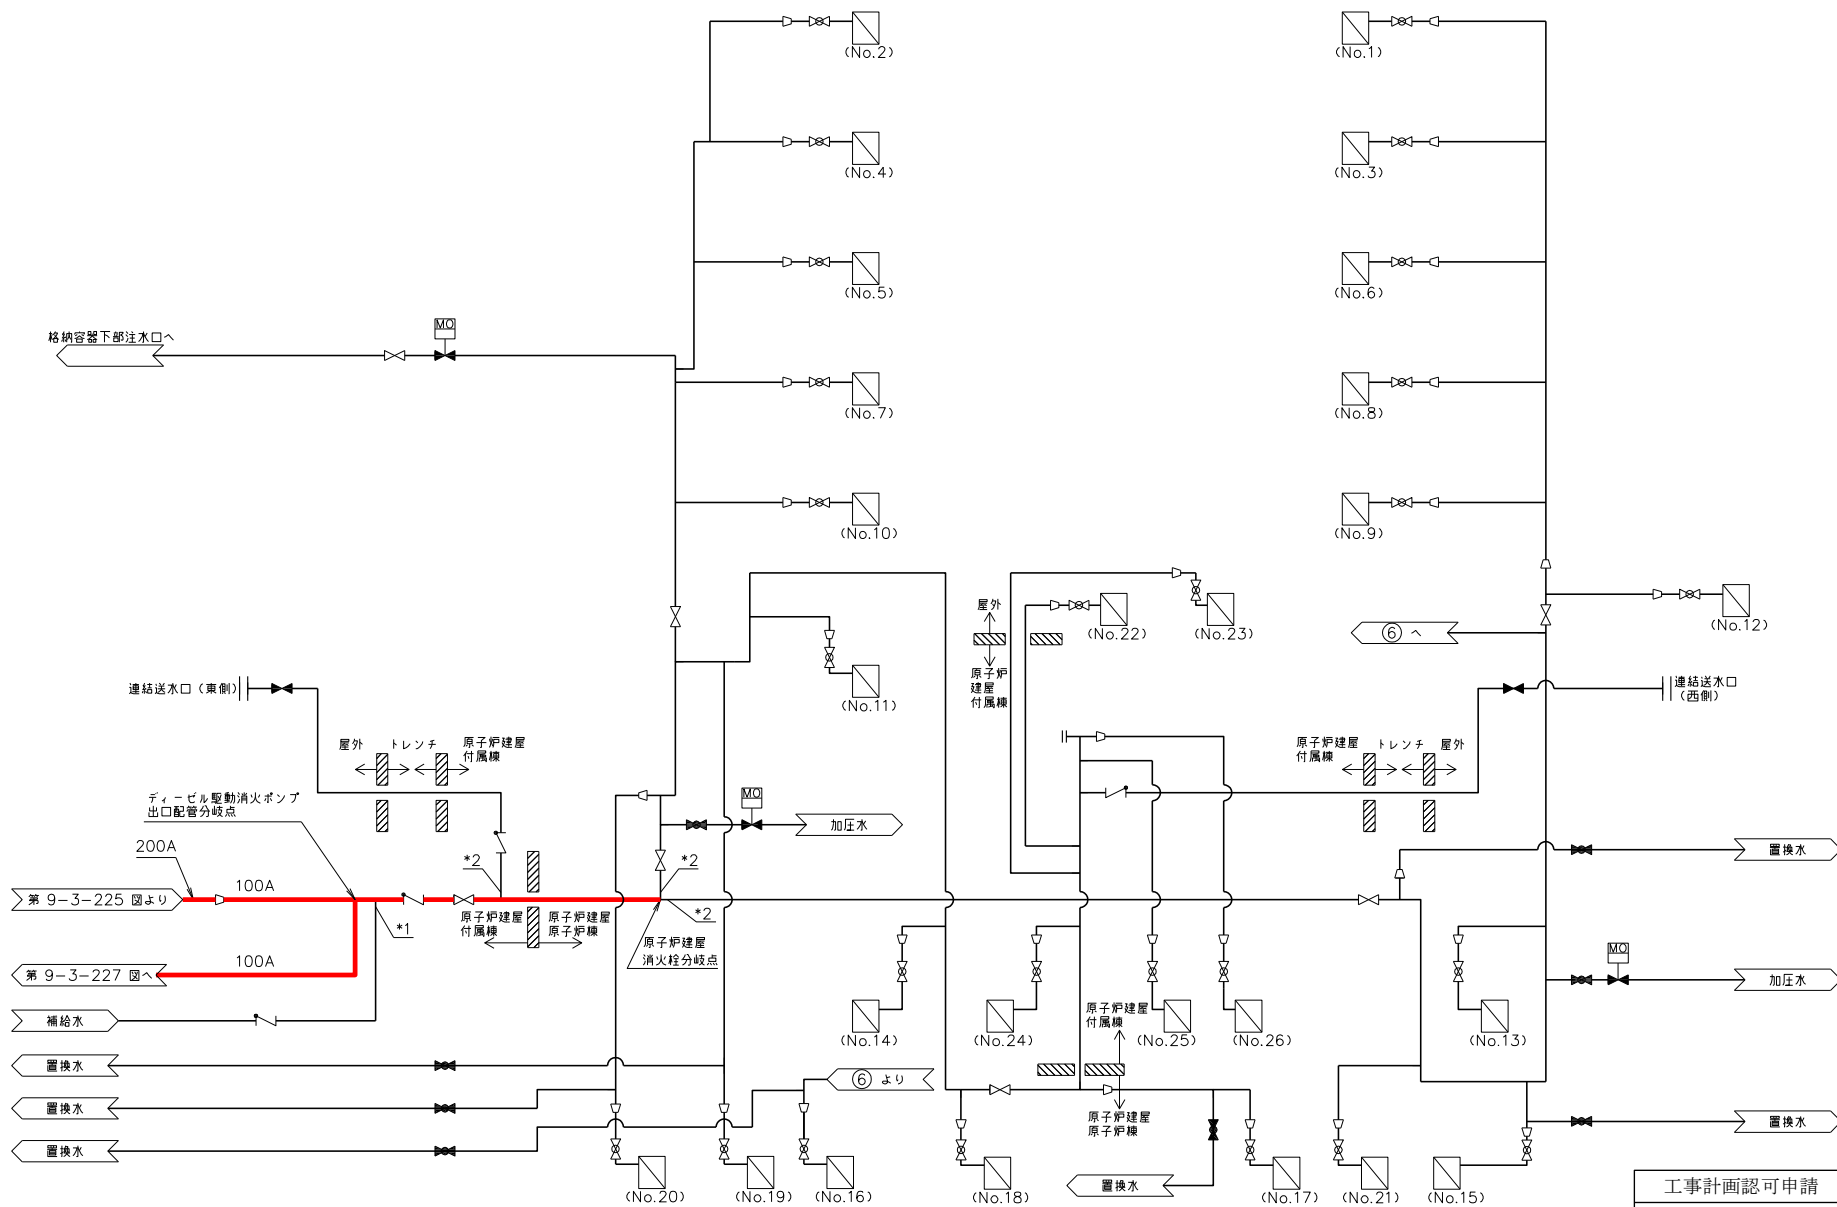 (No.2)
(No.1)
(No.4)
(No.3)
(No.5)
(No.6)
格納容器下部注水口へ
MO
(No.7)
(No.8)
(No.10)
(No.9)
屋外
(No.22)
(No.23)
(No.12)
⑥ へ
原子炉
建屋
付属棟
連結送水口(東側)
(No.11)
連結送水口
(西側)
屋外
トレンチ
原子炉建屋
付属棟
原子炉建屋
付属棟
トレンチ
屋外
ディーゼル駆動消火ポンプ
出口配管分岐点
MO
加圧水
200A
*2
*2
置換水
第 9-3-225 図より
100A
*1
原子炉建屋
付属棟
原子炉建屋
原子炉棟
*2
原子炉建屋
消火栓分岐点
第 9-3-227 図へ
100A
MO
加圧水
補給水
(No.14)
(No.24)
原子炉建屋
付属棟
(No.25)
(No.26)
(No.13)
置換水
⑥ より
置換水
原子炉建屋
原子炉棟
置換水
置換水
(No.20)
(No.19)
(No.16)
(No.18)
置換水
(No.17)
(No.21)
(No.15)
工事計画認可申請